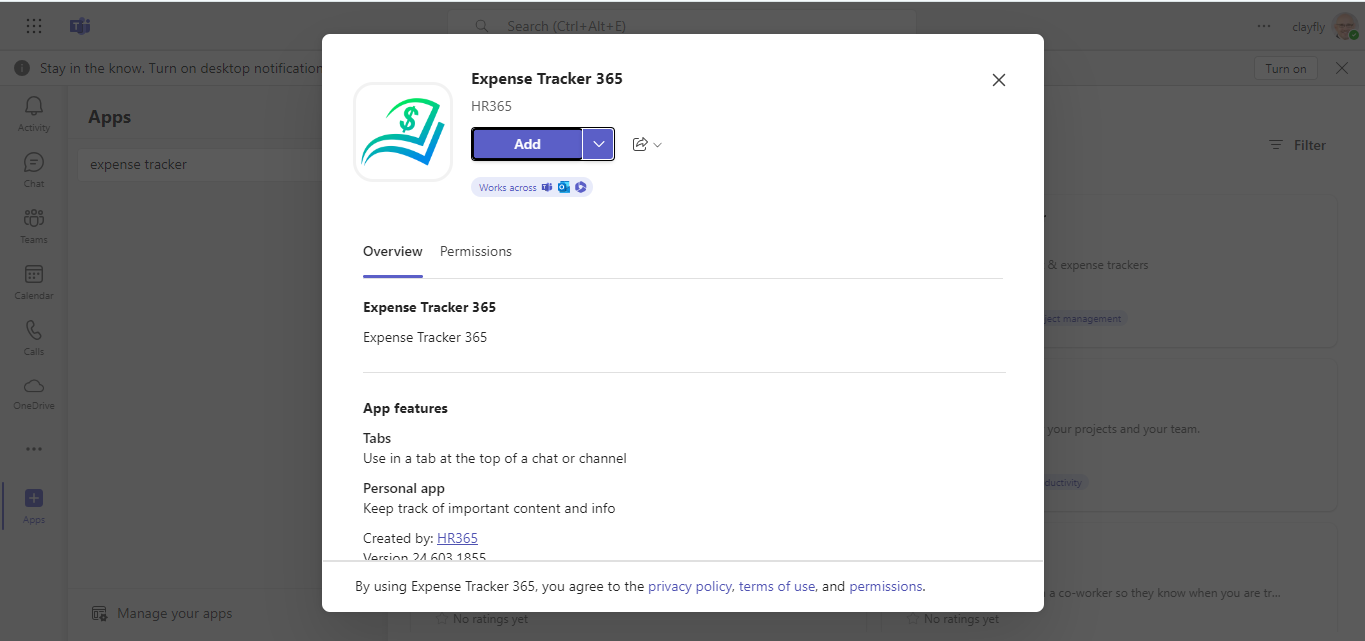 Search (Ctrl+Alt+E)
clayfly
Stay in the know. Turn on desktop notification
Turn on
Activity
Chat
Teams
Calendar
Calls
OneDrive
Apps
Apps
expense tracker
Manage your apps
Filter
Expense Tracker 365
HR365
Add
Works across
Overview
Permissions
Expense Tracker 365
Expense Tracker 365
App features
Tabs
Use in a tab at the top of a chat or channel
Personal app
Keep track of important content and info
Created by: HR365
Version 24.603.1855
By using Expense Tracker 365, you agree to the privacy policy, terms of use, and permissions.
& expense trackers
management
your projects and your team.
a co-worker so they know when you are tr...
No ratings yet
No ratings yet